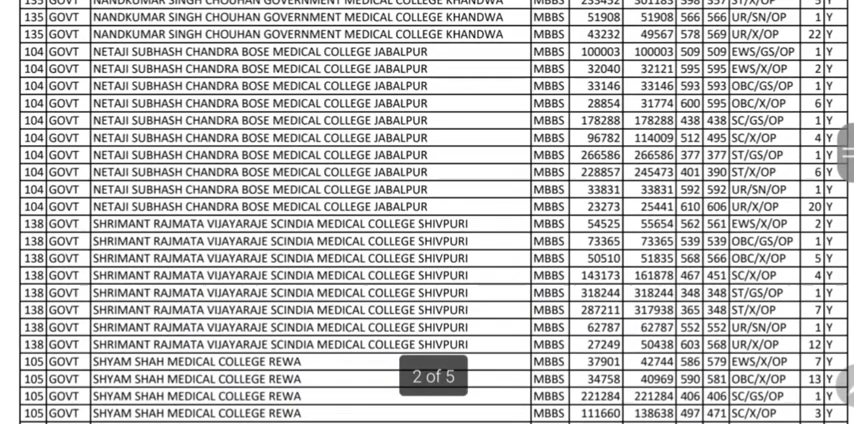 135 GOVT NANDKUMAR SINGH CHOUHAN GOVERNMENT MEDICAL COLLEGE KHANDWA MBBS 253452 301183 398 357 ST/X/OP 5 Y
135 GOVT NANDKUMAR SINGH CHOUHAN GOVERNMENT MEDICAL COLLEGE KHANDWA MBBS 51908 51908 566 566 UR/SN/OP 1 Y
135 GOVT NANDKUMAR SINGH CHOUHAN GOVERNMENT MEDICAL COLLEGE KHANDWA MBBS 43232 49567 578 569 UR/X/OP 22 Y
104 GOVT NETAJI SUBHASH CHANDRA BOSE MEDICAL COLLEGE JABALPUR MBBS 100003 100003 509 509 EWS/GS/OP 1 Y
104 GOVT NETAJI SUBHASH CHANDRA BOSE MEDICAL COLLEGE JABALPUR MBBS 32040 32121 595 595 EWS/X/OP 2 Y
104 GOVT NETAJI SUBHASH CHANDRA BOSE MEDICAL COLLEGE JABALPUR MBBS 33146 33146 593 593 OBC/GS/OP 1 Y
104 GOVT NETAJI SUBHASH CHANDRA BOSE MEDICAL COLLEGE JABALPUR MBBS 28854 31774 600 595 OBC/X/OP 6 Y
104 GOVT NETAJI SUBHASH CHANDRA BOSE MEDICAL COLLEGE JABALPUR MBBS 178288 178288 438 438 SC/GS/OP 1 Y
104 GOVT NETAJI SUBHASH CHANDRA BOSE MEDICAL COLLEGE JABALPUR MBBS 96782 114009 512 495 SC/X/OP 4 Y
104 GOVT NETAJI SUBHASH CHANDRA BOSE MEDICAL COLLEGE JABALPUR MBBS 266586 266586 377 377 ST/GS/OP 1 Y
104 GOVT NETAJI SUBHASH CHANDRA BOSE MEDICAL COLLEGE JABALPUR MBBS 228857 245473 401 390 ST/X/OP 6 Y
104 GOVT NETAJI SUBHASH CHANDRA BOSE MEDICAL COLLEGE JABALPUR MBBS 33831 33831 592 592 UR/SN/OP 1 Y
104 GOVT NETAJI SUBHASH CHANDRA BOSE MEDICAL COLLEGE JABALPUR MBBS 23273 25441 610 606 UR/X/OP 20 Y
138 GOVT SHRIMANT RAJMATA VIJAYARAJE SCINDIA MEDICAL COLLEGE SHIVPURI MBBS 54525 55654 562 561 EWS/X/OP 2 Y
138 GOVT SHRIMANT RAJMATA VIJAYARAJE SCINDIA MEDICAL COLLEGE SHIVPURI MBBS 73365 73365 539 539 OBC/GS/OP 1 Y
138 GOVT SHRIMANT RAJMATA VIJAYARAJE SCINDIA MEDICAL COLLEGE SHIVPURI MBBS 50510 51835 568 566 OBC/X/OP 5 Y
138 GOVT SHRIMANT RAJMATA VIJAYARAJE SCINDIA MEDICAL COLLEGE SHIVPURI MBBS 143173 161878 467 451 SC/X/OP 4 Y
138 GOVT SHRIMANT RAJMATA VIJAYARAJE SCINDIA MEDICAL COLLEGE SHIVPURI MBBS 318244 318244 348 348 ST/GS/OP 1 Y
138 GOVT SHRIMANT RAJMATA VIJAYARAJE SCINDIA MEDICAL COLLEGE SHIVPURI MBBS 287211 317938 365 348 ST/X/OP 7 Y
138 GOVT SHRIMANT RAJMATA VIJAYARAJE SCINDIA MEDICAL COLLEGE SHIVPURI MBBS 62787 62787 552 552 UR/SN/OP 1 Y
138 GOVT SHRIMANT RAJMATA VIJAYARAJE SCINDIA MEDICAL COLLEGE SHIVPURI MBBS 27249 50438 603 568 UR/X/OP 12 Y
105 GOVT SHYAM SHAH MEDICAL COLLEGE REWA MBBS 37901 42744 586 579 EWS/X/OP 7 Y
2 of 5
105 GOVT SHYAM SHAH MEDICAL COLLEGE REWA MBBS 34758 40969 590 581 OBC/X/OP 13 Y
105 GOVT SHYAM SHAH MEDICAL COLLEGE REWA MBBS 221284 221284 406 406 SC/GS/OP 1 Y
105 GOVT SHYAM SHAH MEDICAL COLLEGE REWA MBBS 111660 138638 497 471 SC/X/OP 3 Y